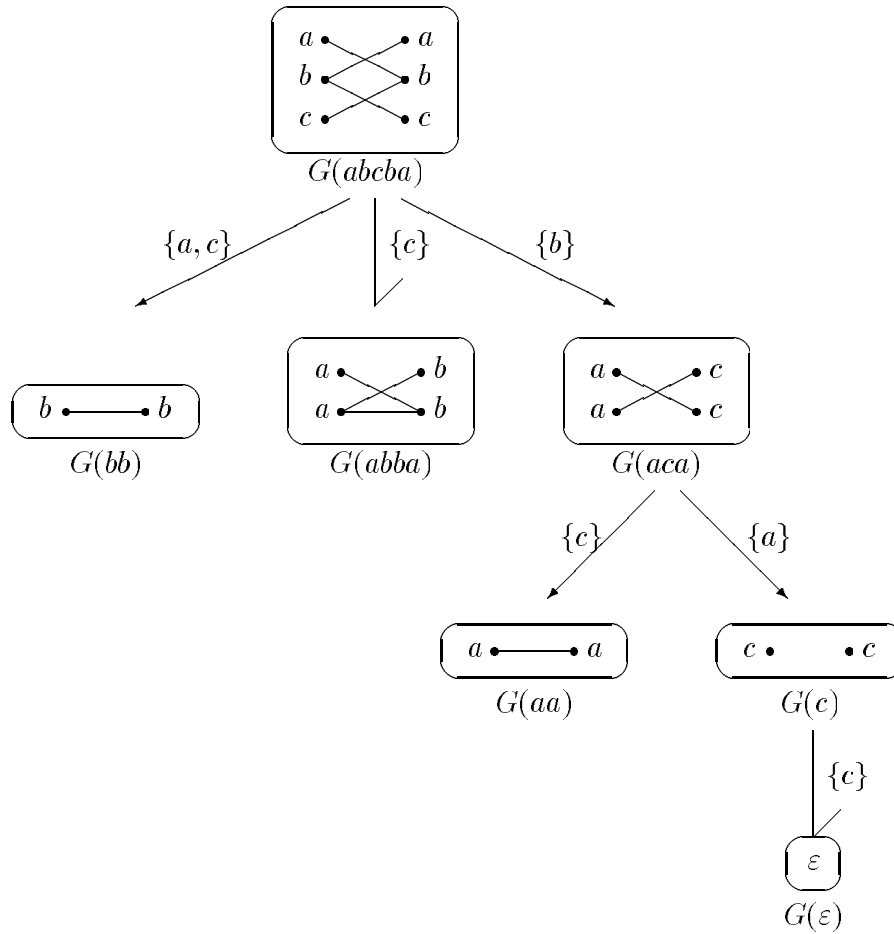 a a
b b
c c
G(abcba)
{a, c} {c} {b}
b b
G(bb)
a b
a b
G(abba)
a c
a c
G(aca)
{c} {a}
a a
G(aa)
c c
G(c)
{c}
ε
G(ε)